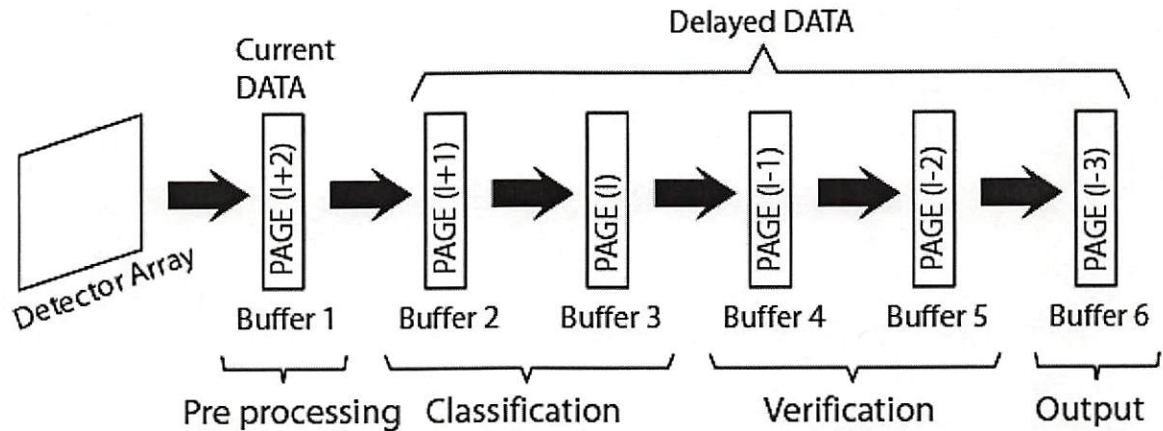 Delayed DATA
Current
DATA
PAGE (I+2)
PAGE (I+1)
PAGE (I)
PAGE (I-1)
PAGE (I-2)
PAGE (I-3)
Detector Array
Buffer 1
Buffer 2
Buffer 3
Buffer 4
Buffer 5
Buffer 6
Pre processing
Classification
Verification
Output